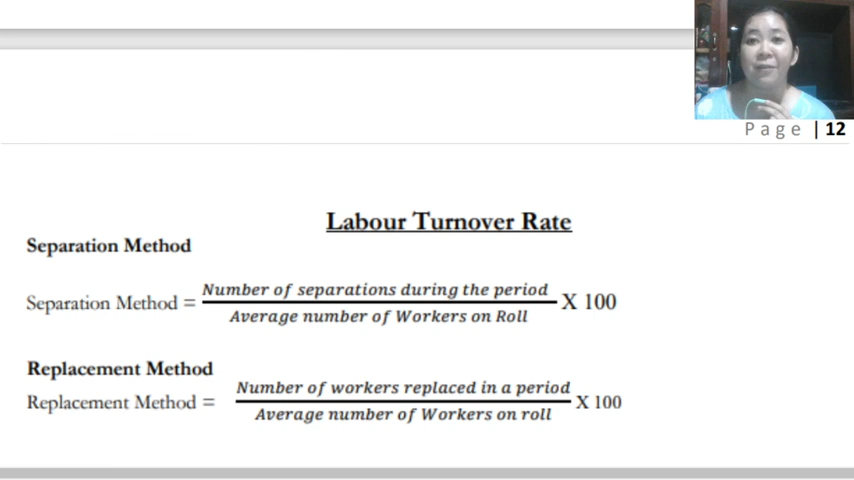 Page | 12
Labour Turnover Rate
Separation Method
Separation Method = Number of separations during the period / Average number of Workers on Roll X 100
Replacement Method
Replacement Method = Number of workers replaced in a period / Average number of Workers on roll X 100